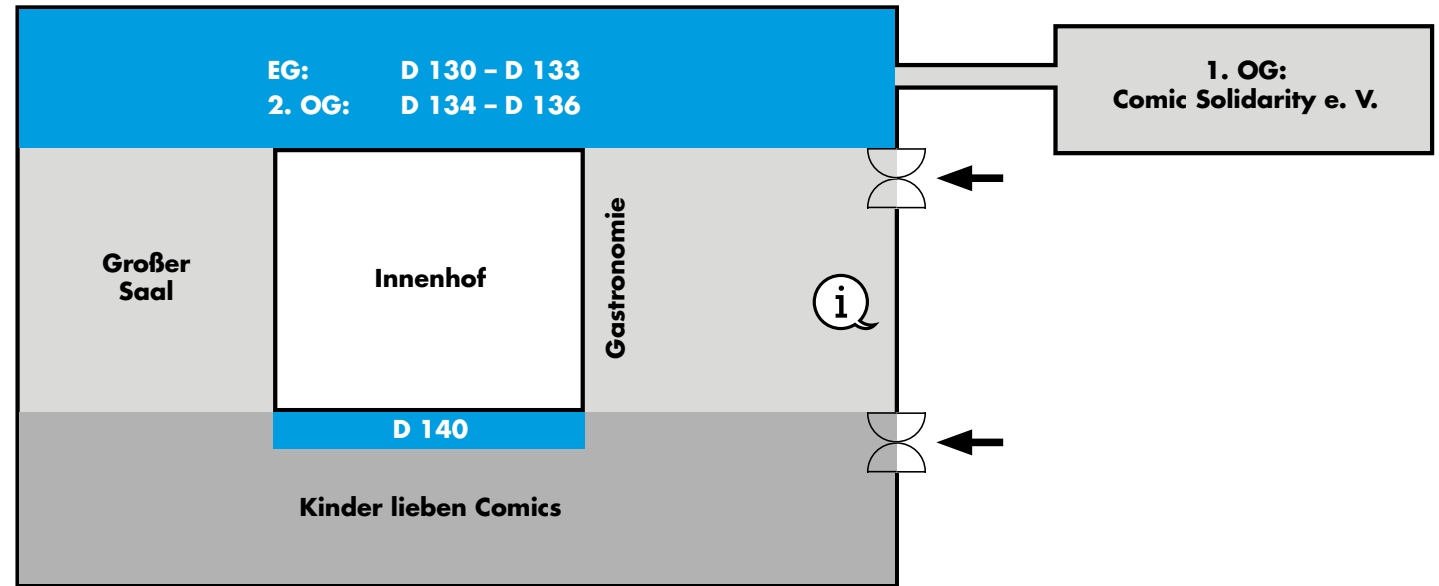 EG: D 130 – D 133
2. OG: D 134 – D 136
1. OG:
Comic Solidarity e. V.
Großer
Saal
Innenhof
Gastronomie
i
D 140
Kinder lieben Comics